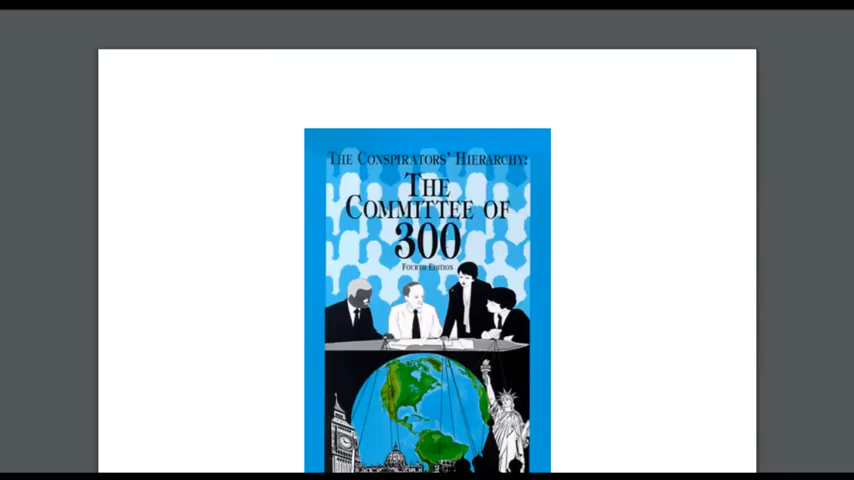 THE CONSPIRATORS' HIERARCHY:
THE
COMMITTEE OF
300
FOURTH EDITION